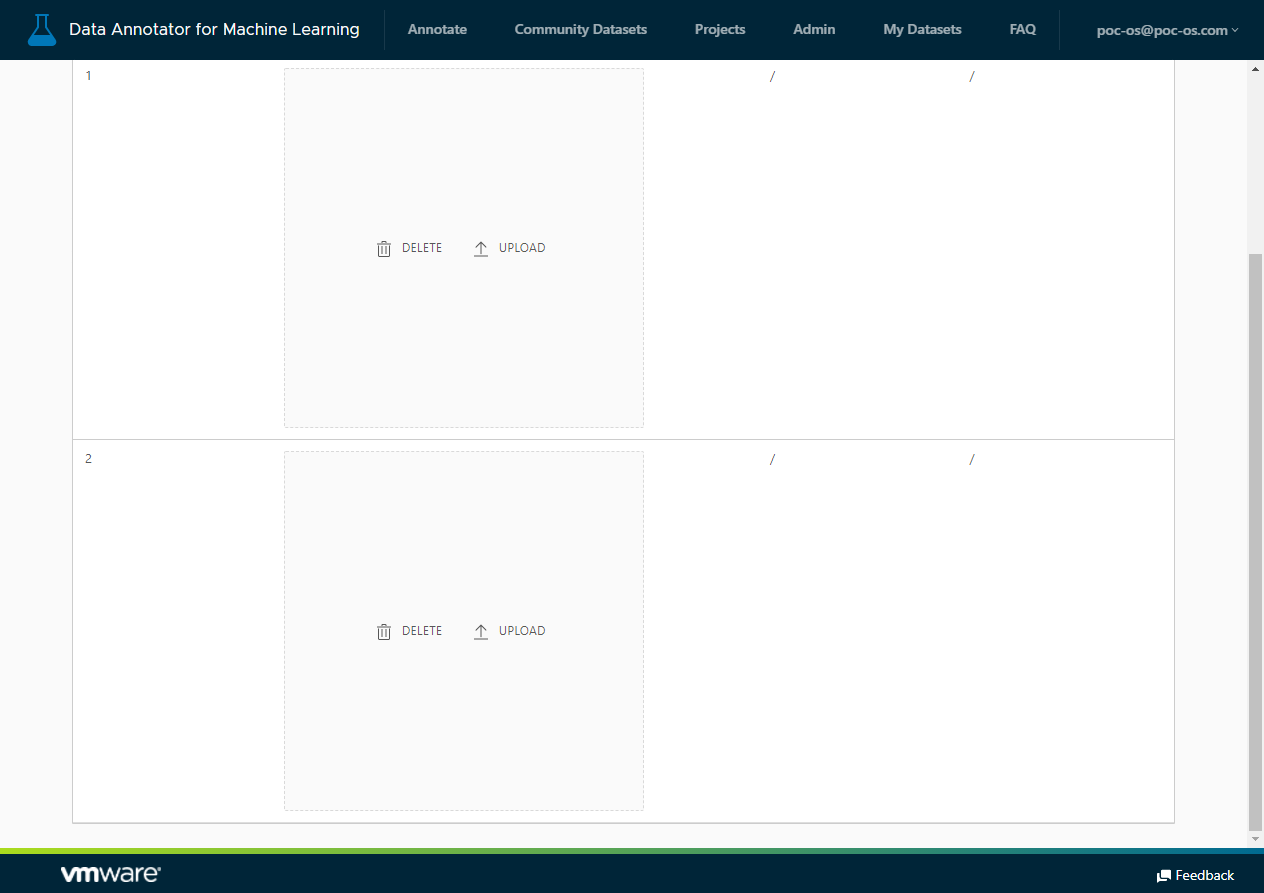 Data Annotator for Machine Learning Annotate Community Datasets Projects Admin My Datasets FAQ poc-os@poc-os.com
1 / /
DELETE UPLOAD
2 / /
DELETE UPLOAD
vmware Feedback